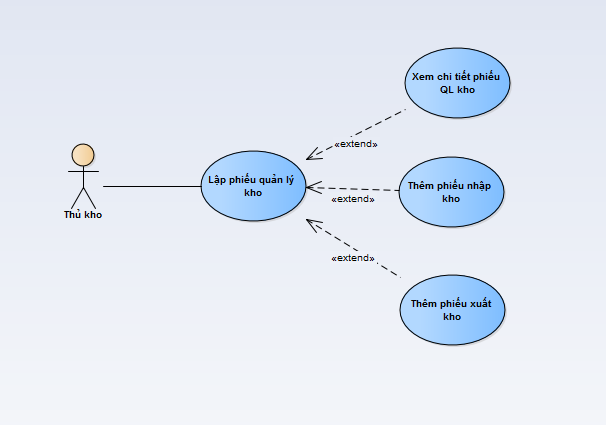 Xem chi tiết phiếu
QL kho
«extend»
Lập phiếu quản lý
kho
Thêm phiếu nhập
kho
«extend»
Thủ kho
«extend»
Thêm phiếu xuất
kho